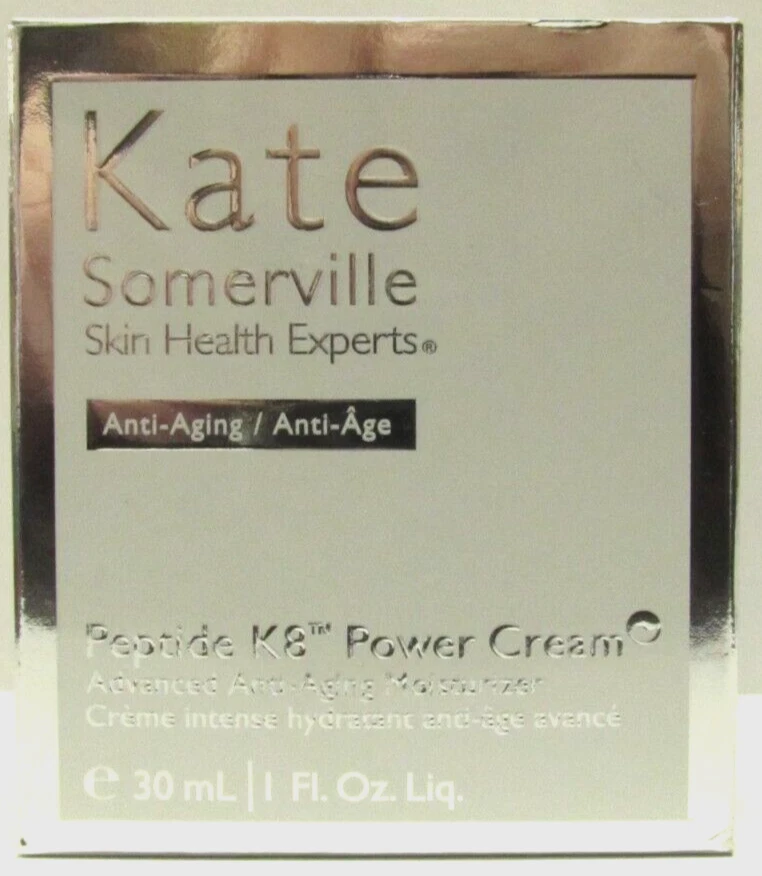 Kate
Somerville
Skin Health Experts®
Anti-Aging / Anti-Âge
Peptide K8™ Power Cream
Advanced Anti-Aging Moisturizer
Crème intense hydratant anti-âge avancé
℮ 30 mL | 1 Fl. Oz. Liq.